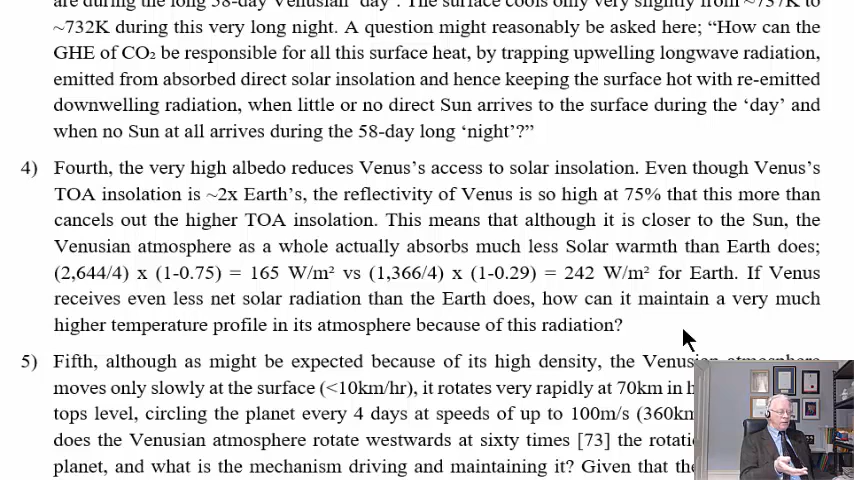 are during the long 58-day Venusian 'day'. The surface cools only very slightly from ~737K to
~732K during this very long night. A question might reasonably be asked here; "How can the
GHE of CO₂ be responsible for all this surface heat, by trapping upwelling longwave radiation,
emitted from absorbed direct solar insolation and hence keeping the surface hot with re-emitted
downwelling radiation, when little or no direct Sun arrives to the surface during the 'day' and
when no Sun at all arrives during the 58-day long 'night'?"
4) Fourth, the very high albedo reduces Venus's access to solar insolation. Even though Venus's
TOA insolation is ~2x Earth's, the reflectivity of Venus is so high at 75% that this more than
cancels out the higher TOA insolation. This means that although it is closer to the Sun, the
Venusian atmosphere as a whole actually absorbs much less Solar warmth than Earth does;
(2,644/4) x (1-0.75) = 165 W/m² vs (1,366/4) x (1-0.29) = 242 W/m² for Earth. If Venus
receives even less net solar radiation than the Earth does, how can it maintain a very much
higher temperature profile in its atmosphere because of this radiation?
5) Fifth, although as might be expected because of its high density, the Venusian atmosphere
moves only slowly at the surface (<10km/hr), it rotates very rapidly at 70km in
tops level, circling the planet every 4 days at speeds of up to 100m/s (360km
does the Venusian atmosphere rotate westwards at sixty times [73] the
planet, and what is the mechanism driving and maintaining it? Given that the